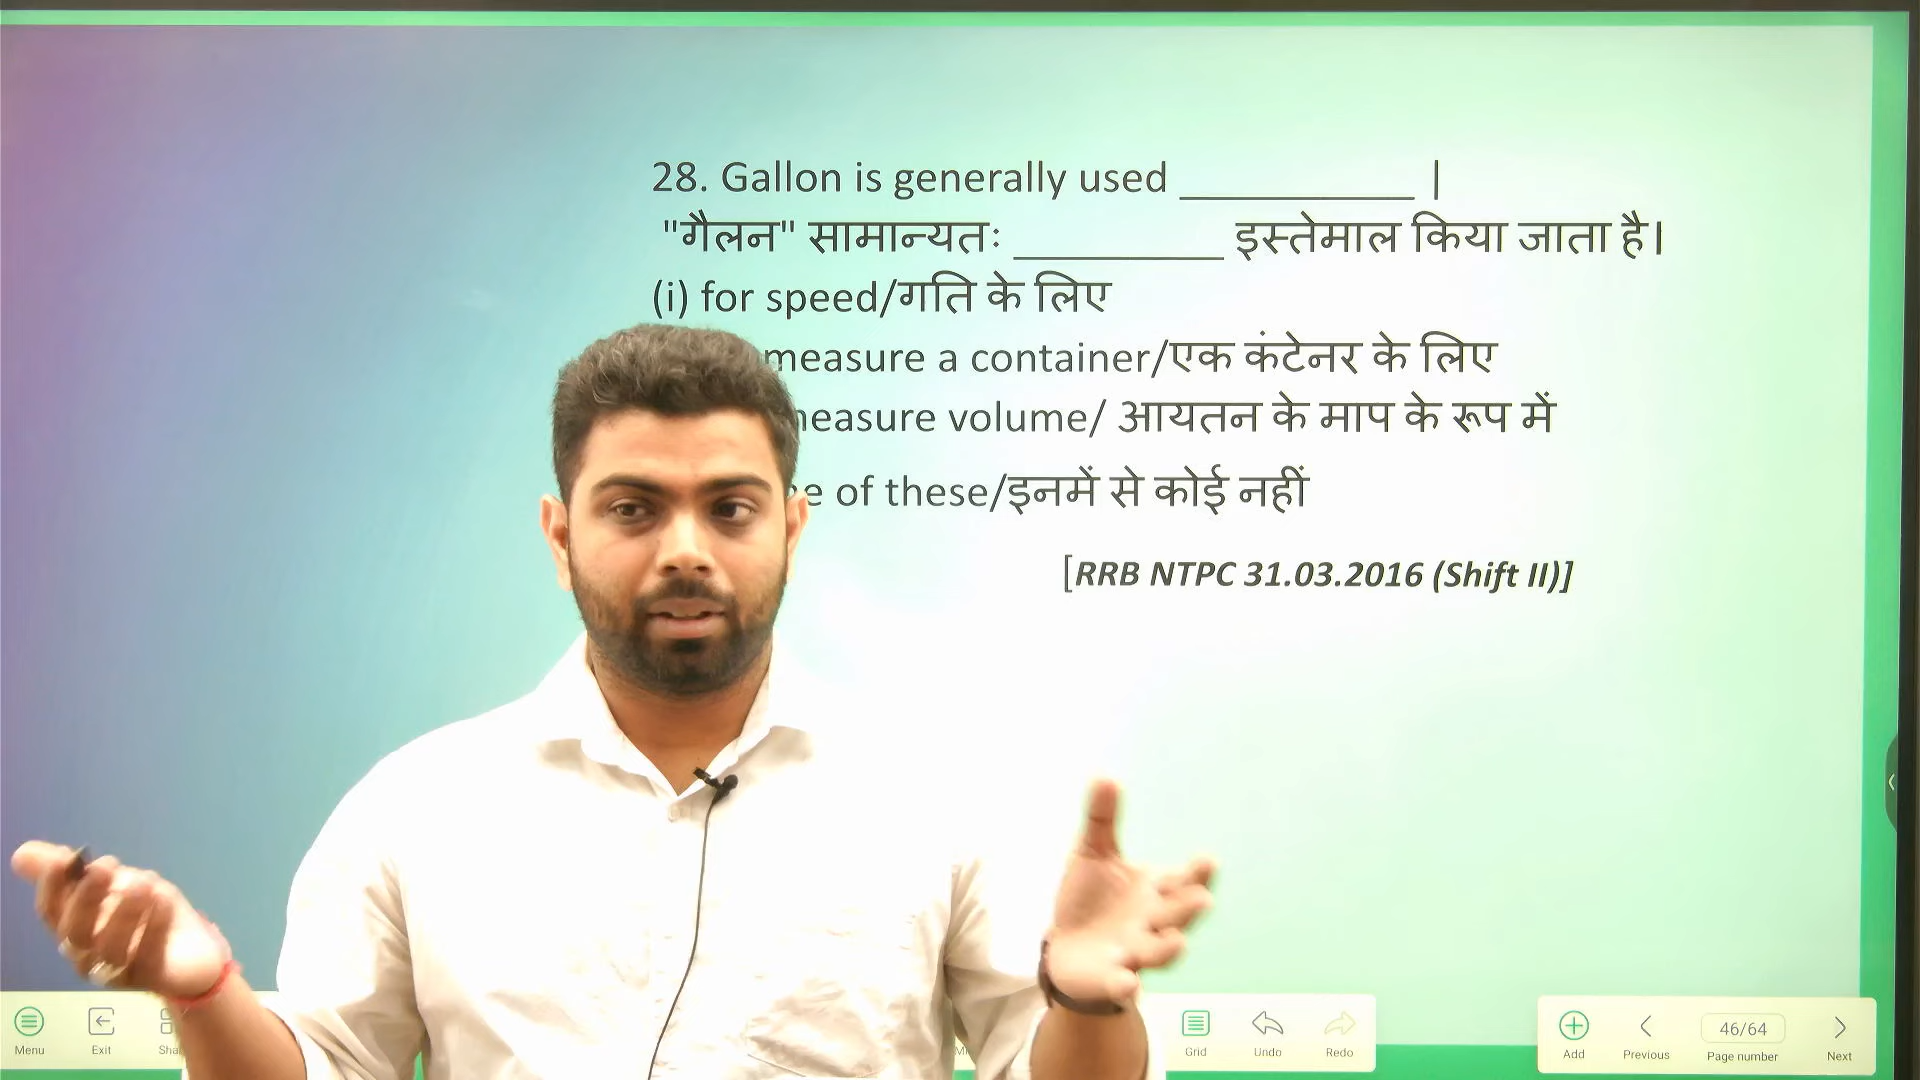 28. Gallon is generally used ___________ |
"गैलन" सामान्यतः __________ इस्तेमाल किया जाता है।
(i) for speed/गति के लिए
measure a container/एक कंटेनर के लिए
measure volume/ आयतन के माप के रूप में
of these/इनमें से कोई नहीं
[RRB NTPC 31.03.2016 (Shift II)]
Menu Exit Grid Undo Redo Add Previous 46/64 Page number Next